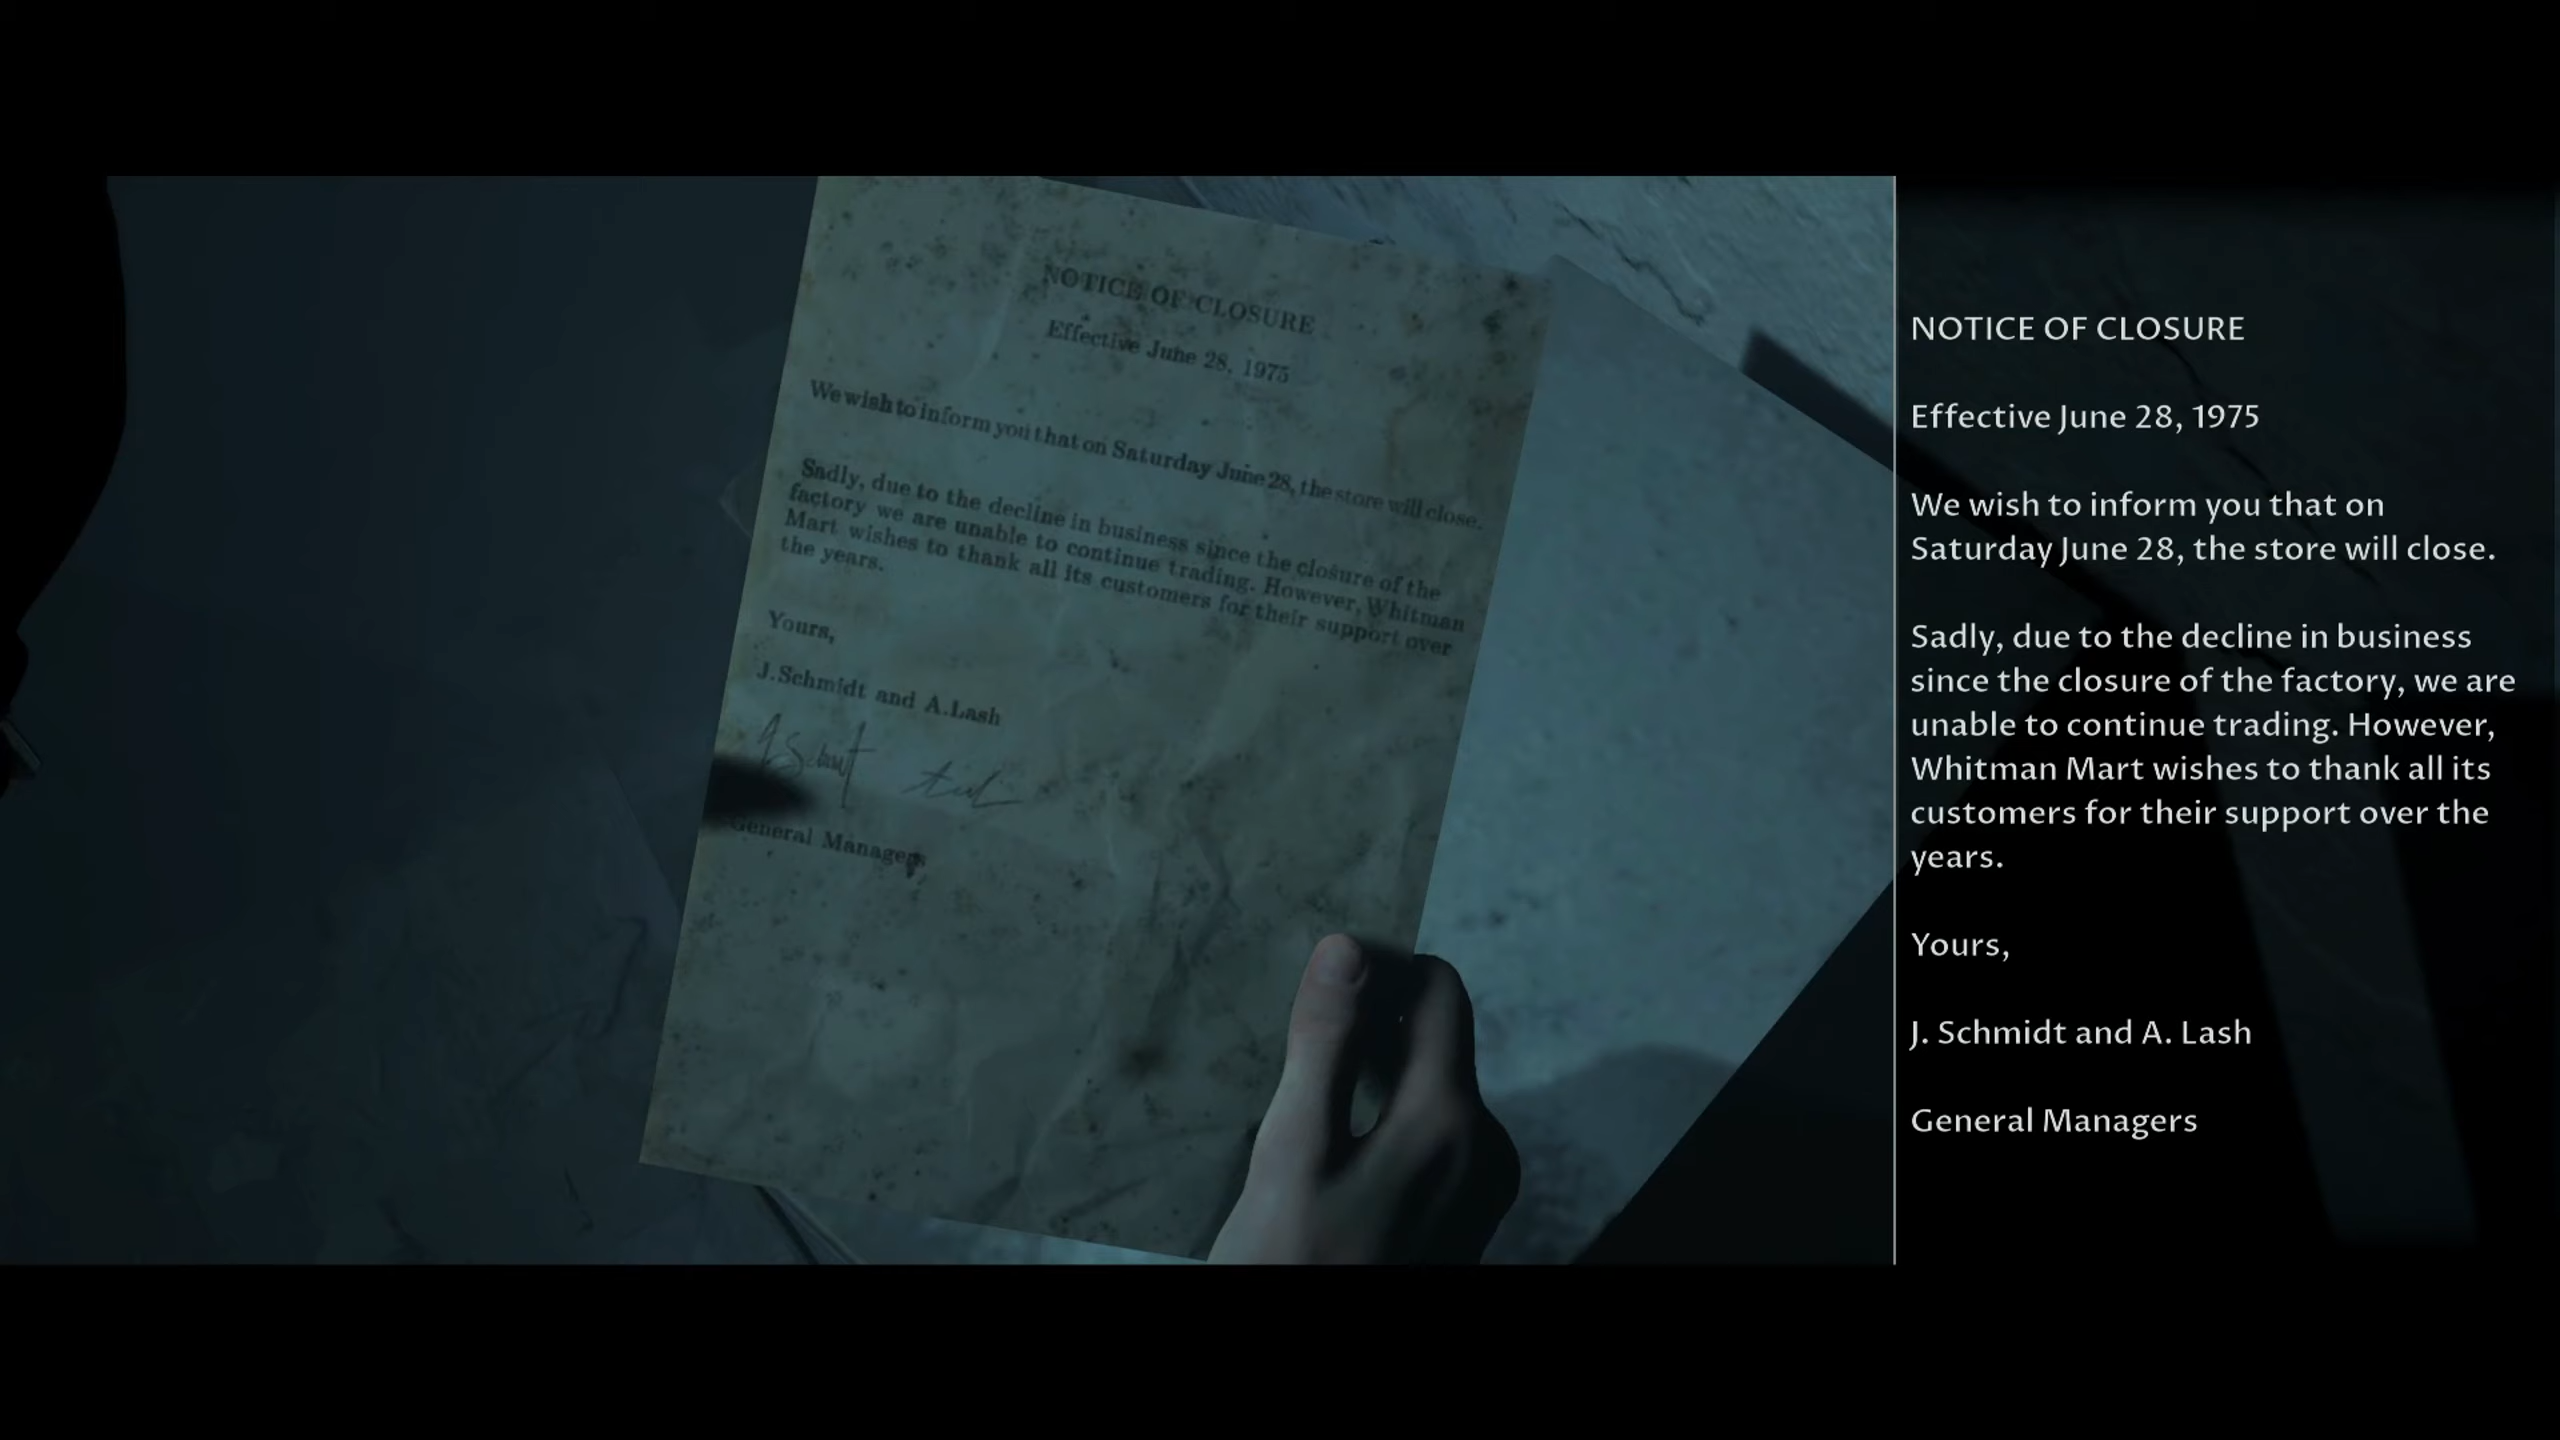 NOTICE OF CLOSURE
Effective June 28, 1975
We wish to inform you that on Saturday June 28, the store will close.
Sadly, due to the decline in business since the closure of the
factory we are unable to continue trading. However, Whitman
Mart wishes to thank all its customers for their support over
the years.
Yours,
J.Schmidt and A.Lash
General Managers
NOTICE OF CLOSURE
Effective June 28, 1975
We wish to inform you that on
Saturday June 28, the store will close.
Sadly, due to the decline in business
since the closure of the factory, we are
unable to continue trading. However,
Whitman Mart wishes to thank all its
customers for their support over the
years.
Yours,
J. Schmidt and A. Lash
General Managers